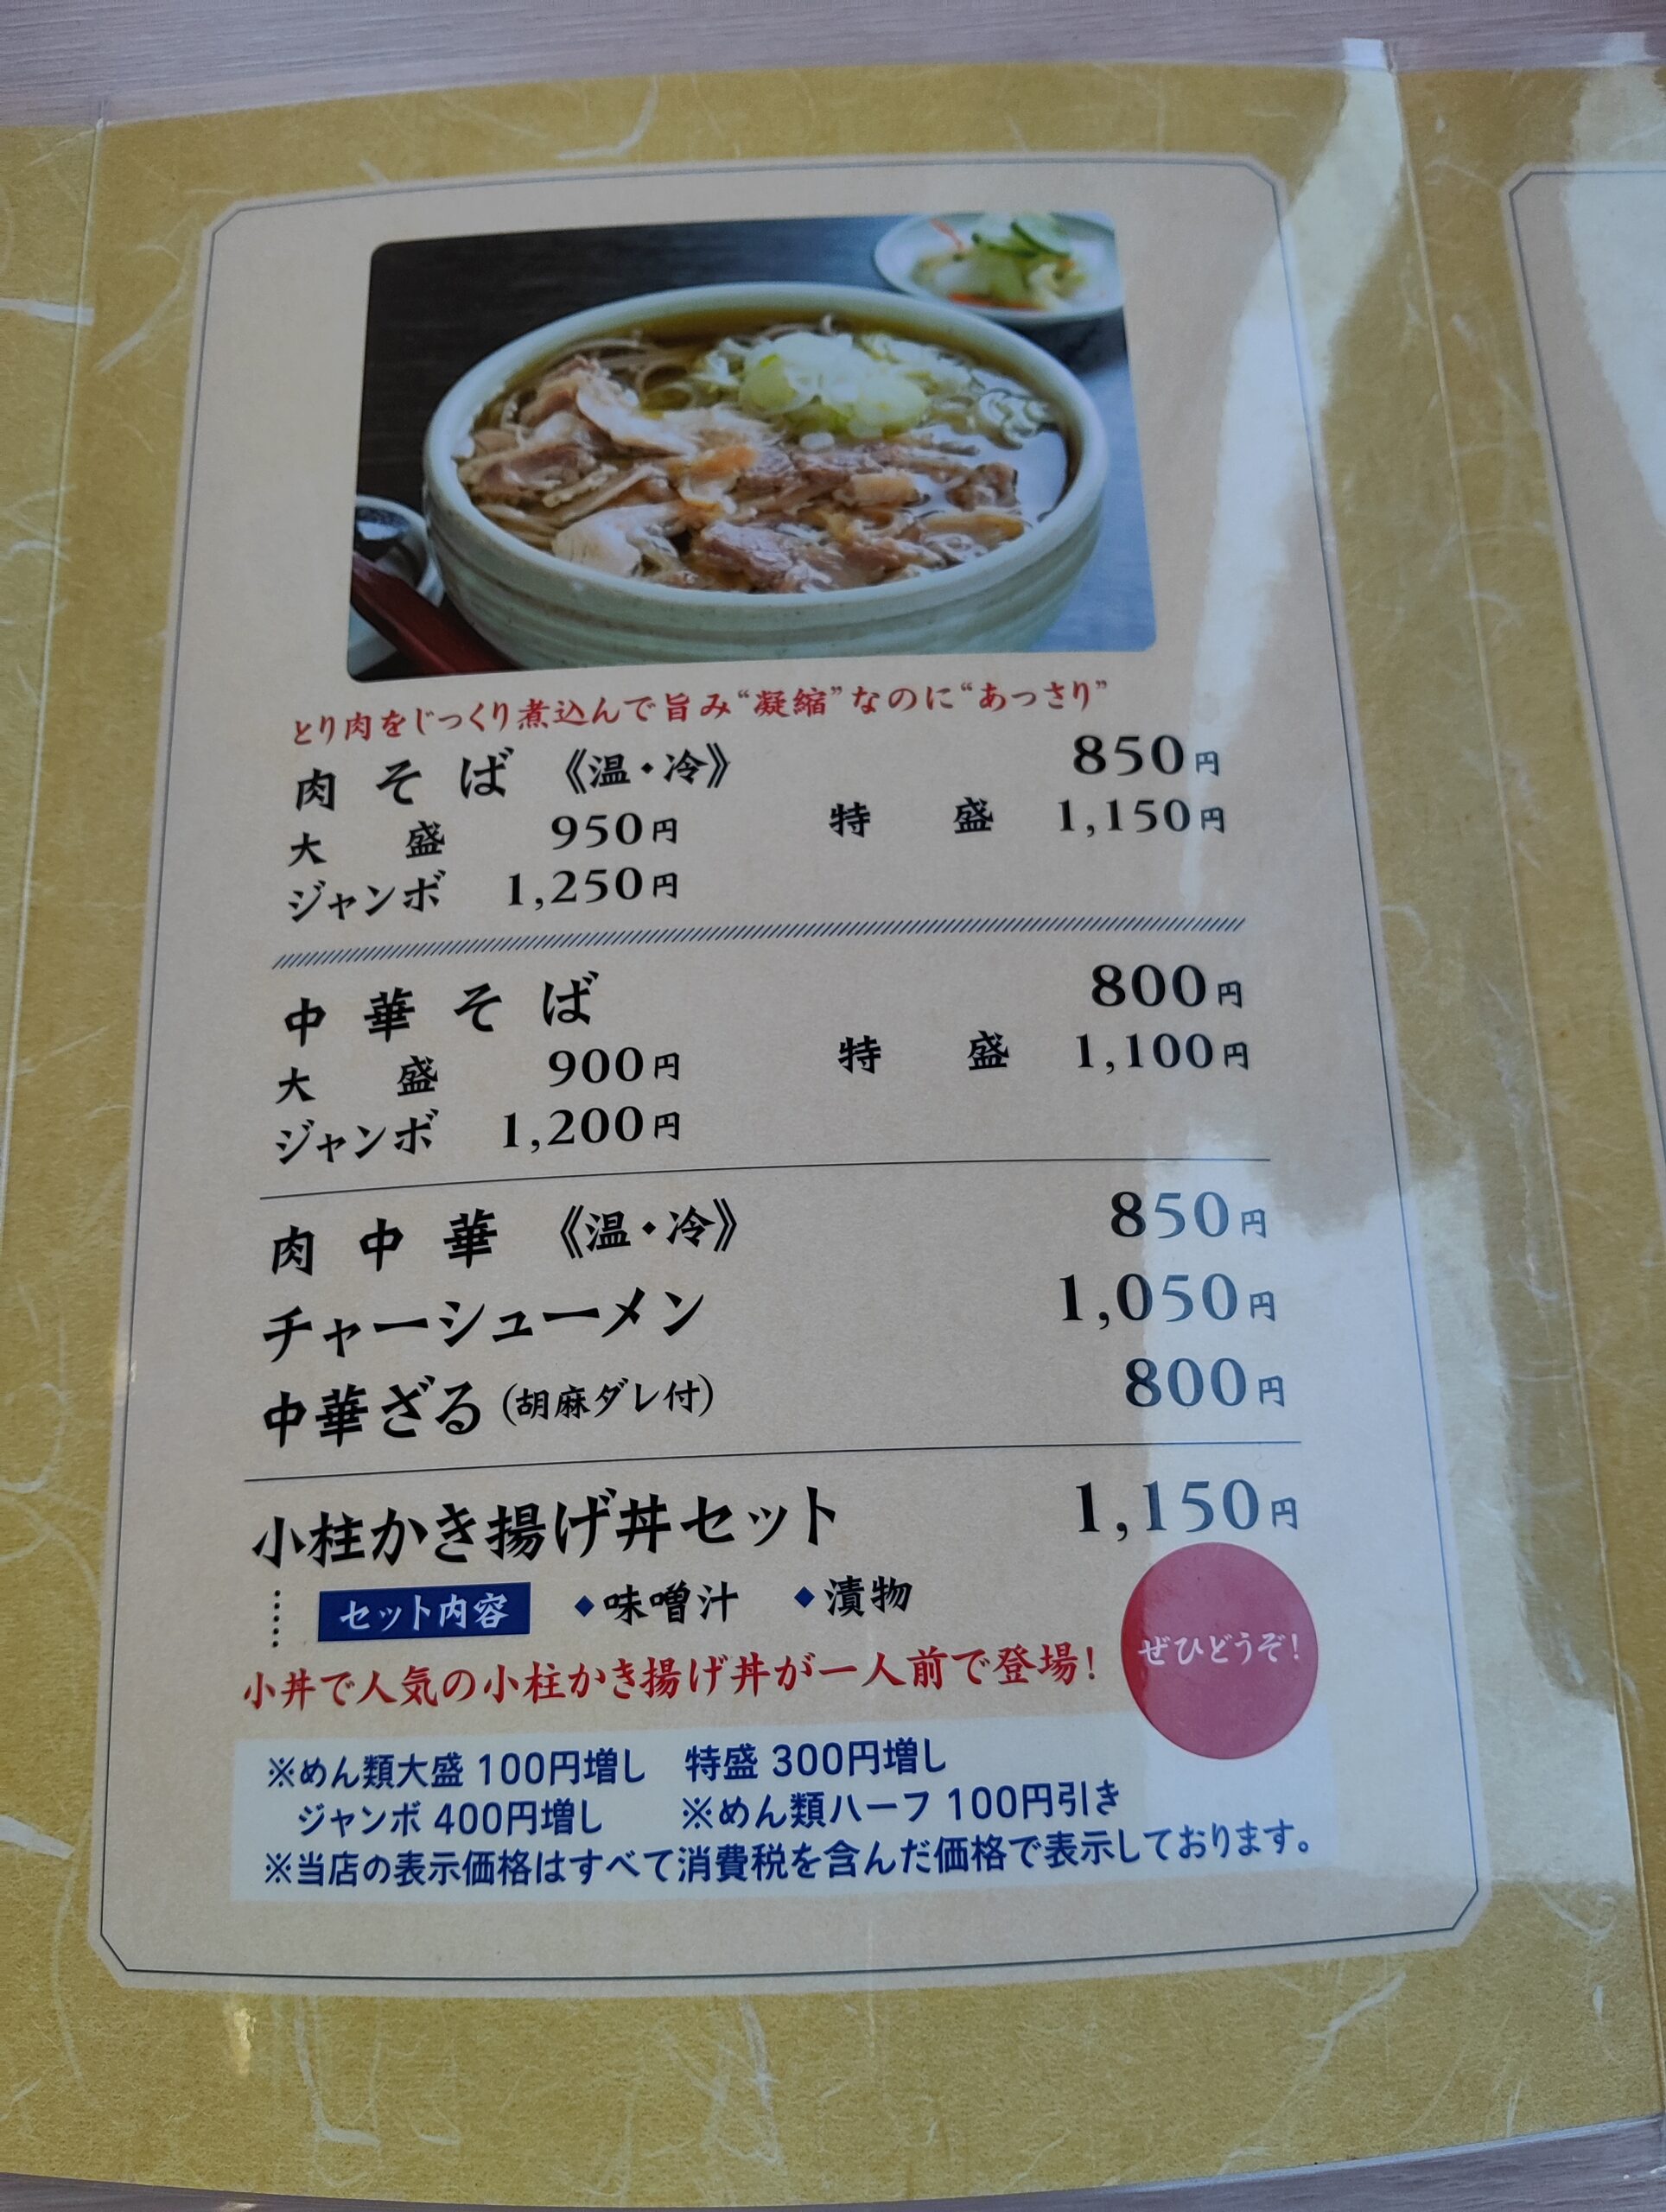 とり肉をじっくり煮込んで旨み“凝縮”なのに“あっさり”
肉そば 《温・冷》 850円
大盛 950円 特盛 1,150円
ジャンボ 1,250円
中華そば 800円
大盛 900円 特盛 1,100円
ジャンボ 1,200円
肉中華 《温・冷》 850円
チャーシューメン 1,050円
中華ざる(胡麻ダレ付) 800円
小柱かき揚げ丼セット 1,150円
セット内容 ◆味噌汁 ◆漬物
小丼で人気の小柱かき揚げ丼が一人前で登場!
ぜひどうぞ!
※めん類大盛 100円増し 特盛 300円増し
ジャンボ 400円増し ※めん類ハーフ 100円引き
※当店の表示価格はすべて消費税を含んだ価格で表示しております。